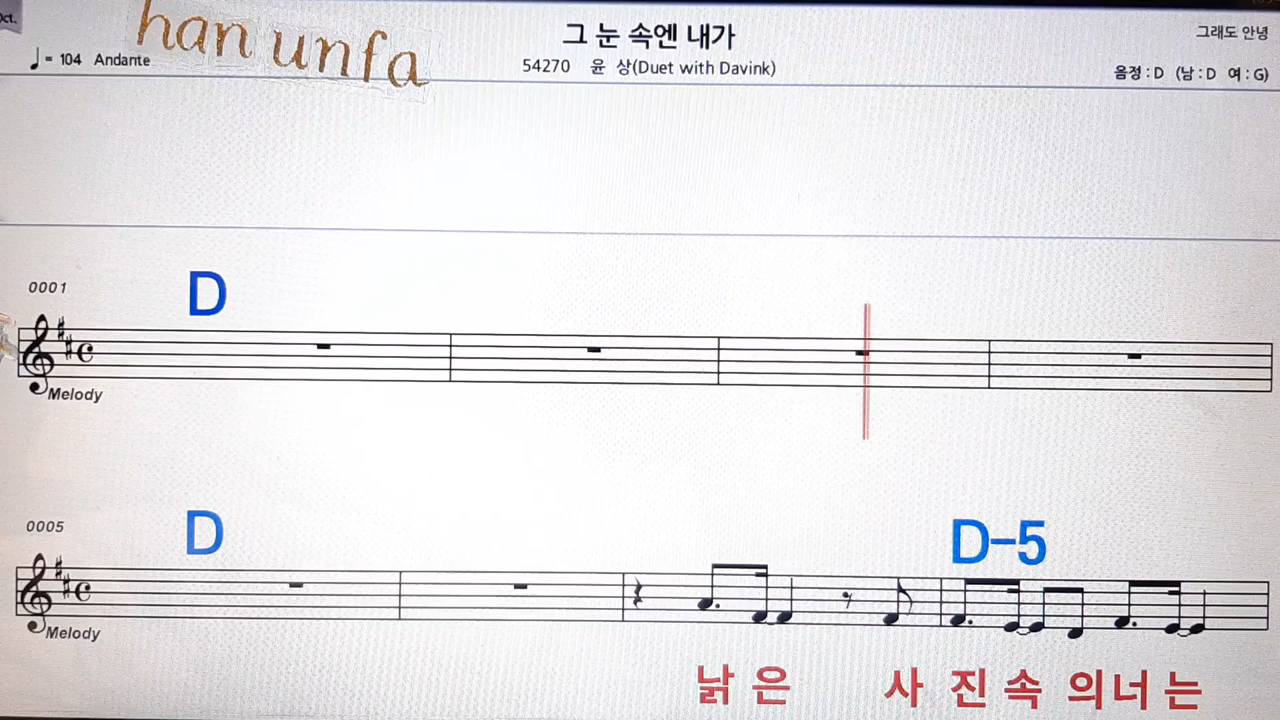 Oct.
han unfa
그 눈 속엔 내가
그래도 안녕
♩= 104 Andante
54270 윤 상(Duet with Davink)
음정 : D (남 : D 여 : G)
0001
D
Melody
0005
D
D-5
Melody
낡 은 사 진 속 의 너 는